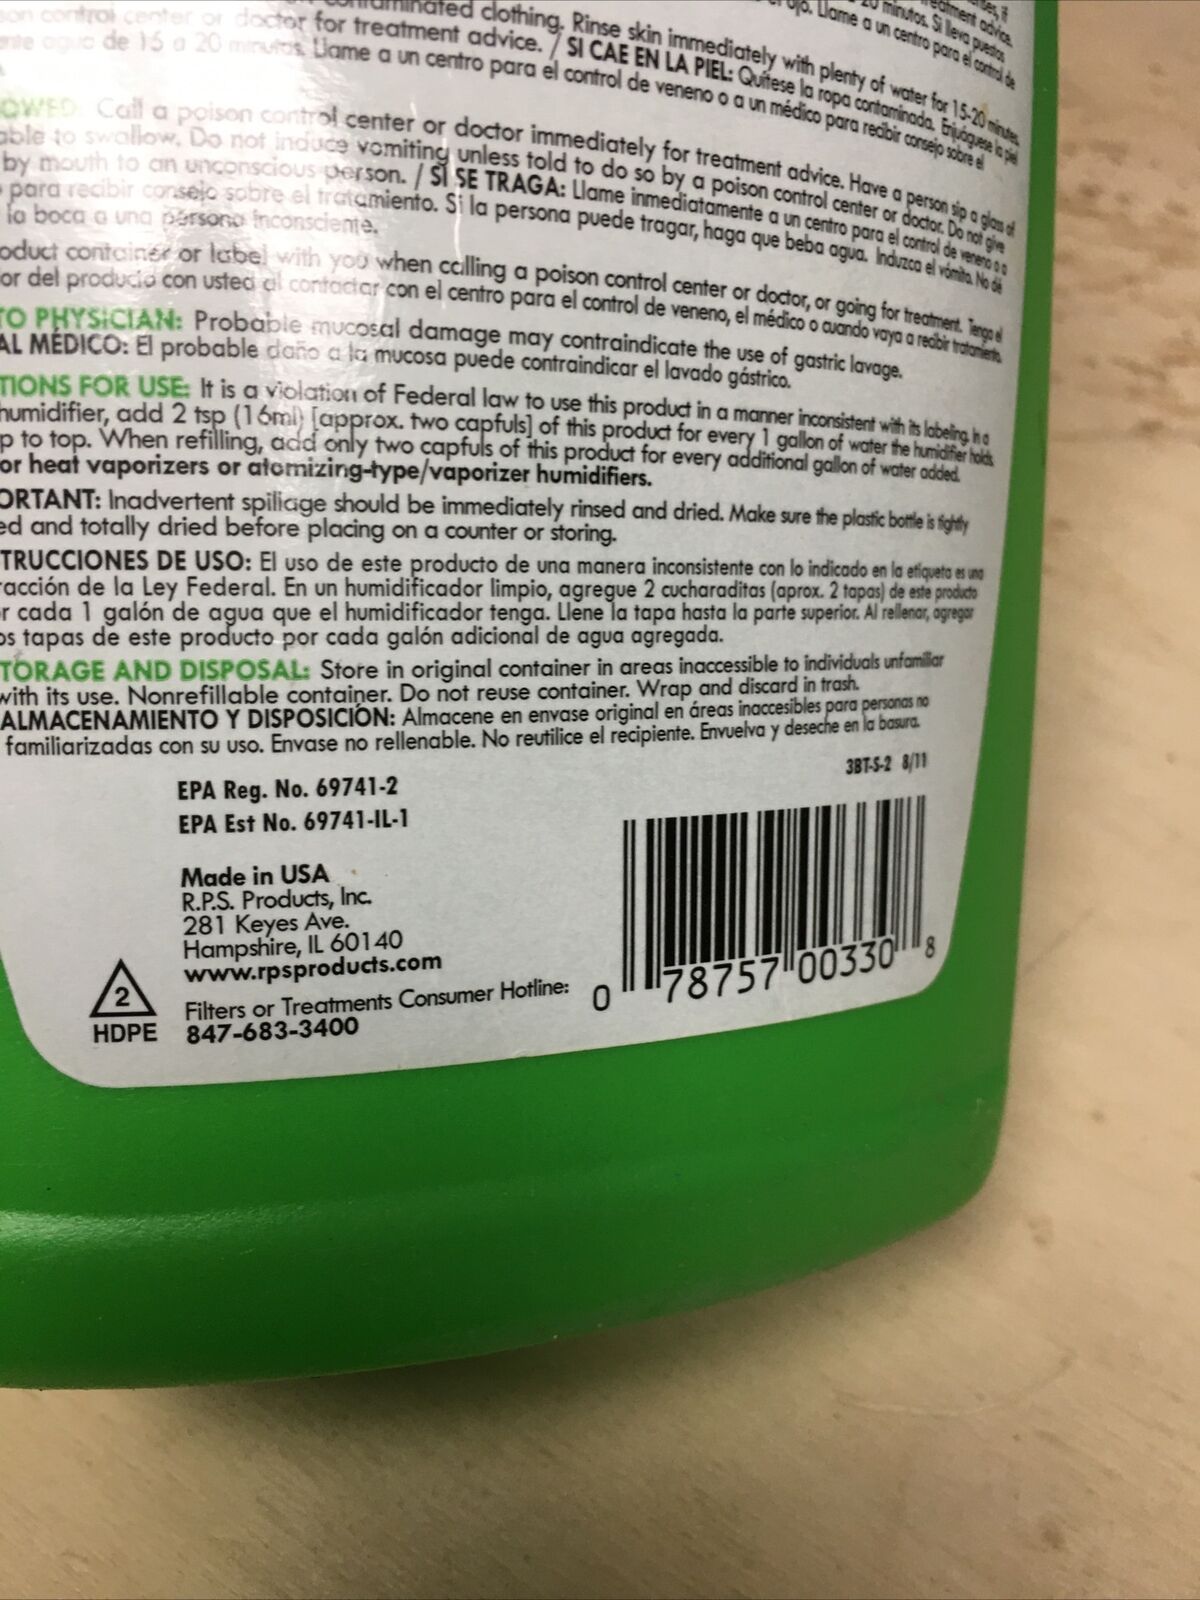 contaminated clothing. Rinse skin immediately with plenty of water for 15-20 minutes.
son control center or doctor for treatment advice. / SI CAE EN LA PIEL: Quítese la ropa contaminada. Enjuáguese la piel
agua de 15 a 20 minutos. Llame a un centro para el control de veneno o a un médico para recibir consejo sobre el
OWED: Call a poison control center or doctor immediately for treatment advice. Have a person sip a glass of
able to swallow. Do not induce vomiting unless told to do so by a poison control center or doctor. Do not give
by mouth to an unconscious person. / SI SE TRAGA: Llame inmediatamente a un centro para el control de veneno o a
para recibir consejo sobre el tratamiento. Si la persona puede tragar, haga que beba agua. Induzca el vómito. No dé
la boca a una persona inconsciente.
oduct container or label with you when calling a poison control center or doctor, or going for treatment. Tenga el
or del producto con usted al contactar con el centro para el control de veneno, el médico o cuando vaya a recibir tratamiento.
TO PHYSICIAN: Probable mucosal damage may contraindicate the use of gastric lavage.
AL MÉDICO: El probable daño a la mucosa puede contraindicar el lavado gástrico.
TIONS FOR USE: It is a violation of Federal law to use this product in a manner inconsistent with its labeling. In a
humidifier, add 2 tsp (16ml) [approx. two capfuls] of this product for every 1 gallon of water the humidifier holds.
p to top. When refilling, add only two capfuls of this product for every additional gallon of water added.
or heat vaporizers or atomizing-type/vaporizer humidifiers.
ORTANT: Inadvertent spillage should be immediately rinsed and dried. Make sure the plastic bottle is tightly
ed and totally dried before placing on a counter or storing.
TRUCCIONES DE USO: El uso de este producto de una manera inconsistente con lo indicado en la etiqueta es una
racción de la Ley Federal. En un humidificador limpio, agregue 2 cucharaditas (aprox. 2 tapas) de este producto
r cada 1 galón de agua que el humidificador tenga. Llene la tapa hasta la parte superior. Al rellenar, agregar
os tapas de este producto por cada galón adicional de agua agregada.
TORAGE AND DISPOSAL: Store in original container in areas inaccessible to individuals unfamiliar
with its use. Nonrefillable container. Do not reuse container. Wrap and discard in trash.
ALMACENAMIENTO Y DISPOSICIÓN: Almacene en envase original en áreas inaccesibles para personas no
familiarizadas con su uso. Envase no rellenable. No reutilice el recipiente. Envuelva y deseche en la basura.
3BT-S-2 8/11
EPA Reg. No. 69741-2
EPA Est No. 69741-IL-1
Made in USA
R.P.S. Products, Inc.
281 Keyes Ave.
Hampshire, IL 60140
www.rpsproducts.com
Filters or Treatments Consumer Hotline:
847-683-3400
2
HDPE
0 78757 00330 8